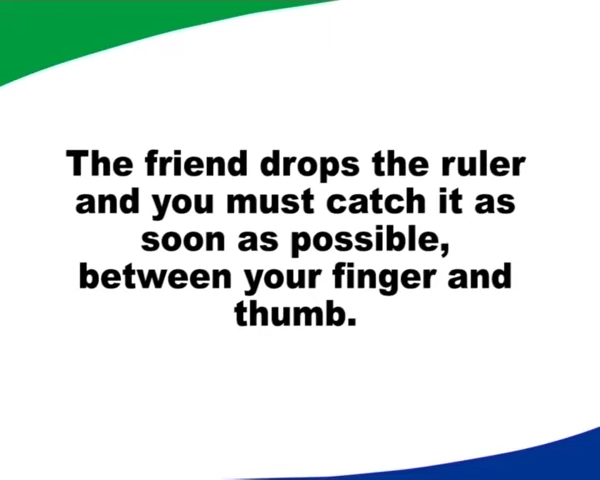 The friend drops the ruler
and you must catch it as
soon as possible,
between your finger and
thumb.